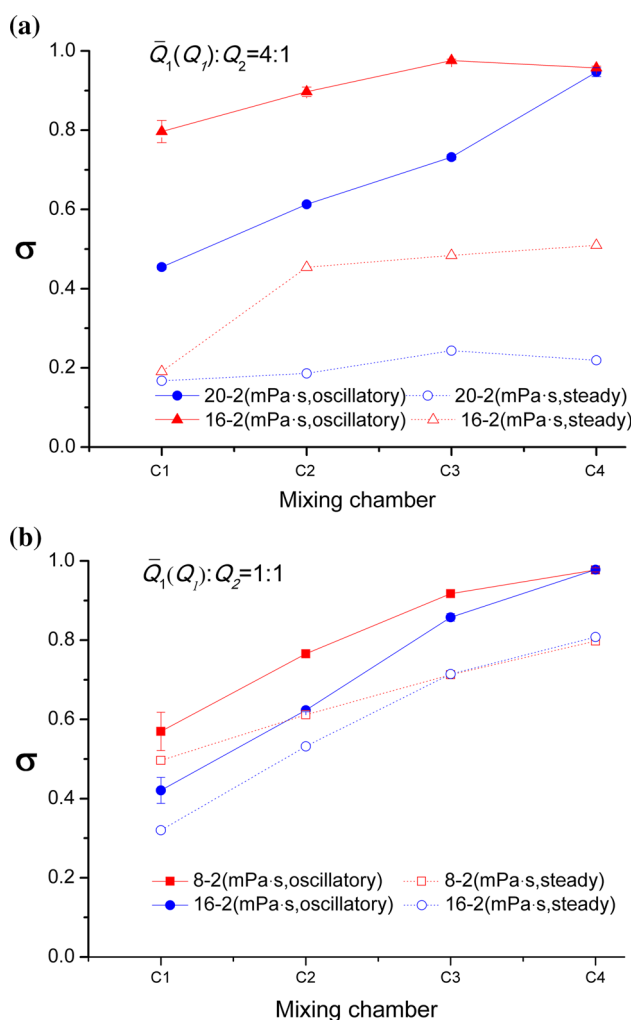 (a)
Q̄₁(Q₁):Q₂=4:1
1.0
0.8
0.6
σ
0.4
0.2
20-2(mPa·s,oscillatory) 20-2(mPa·s,steady)
16-2(mPa·s,oscillatory) 16-2(mPa·s,steady)
0.0
C1 C2 C3 C4
Mixing chamber
(b)
Q̄₁(Q₁):Q₂=1:1
1.0
0.8
0.6
σ
0.4
0.2
8-2(mPa·s,oscillatory) 8-2(mPa·s,steady)
16-2(mPa·s,oscillatory) 16-2(mPa·s,steady)
0.0
C1 C2 C3 C4
Mixing chamber